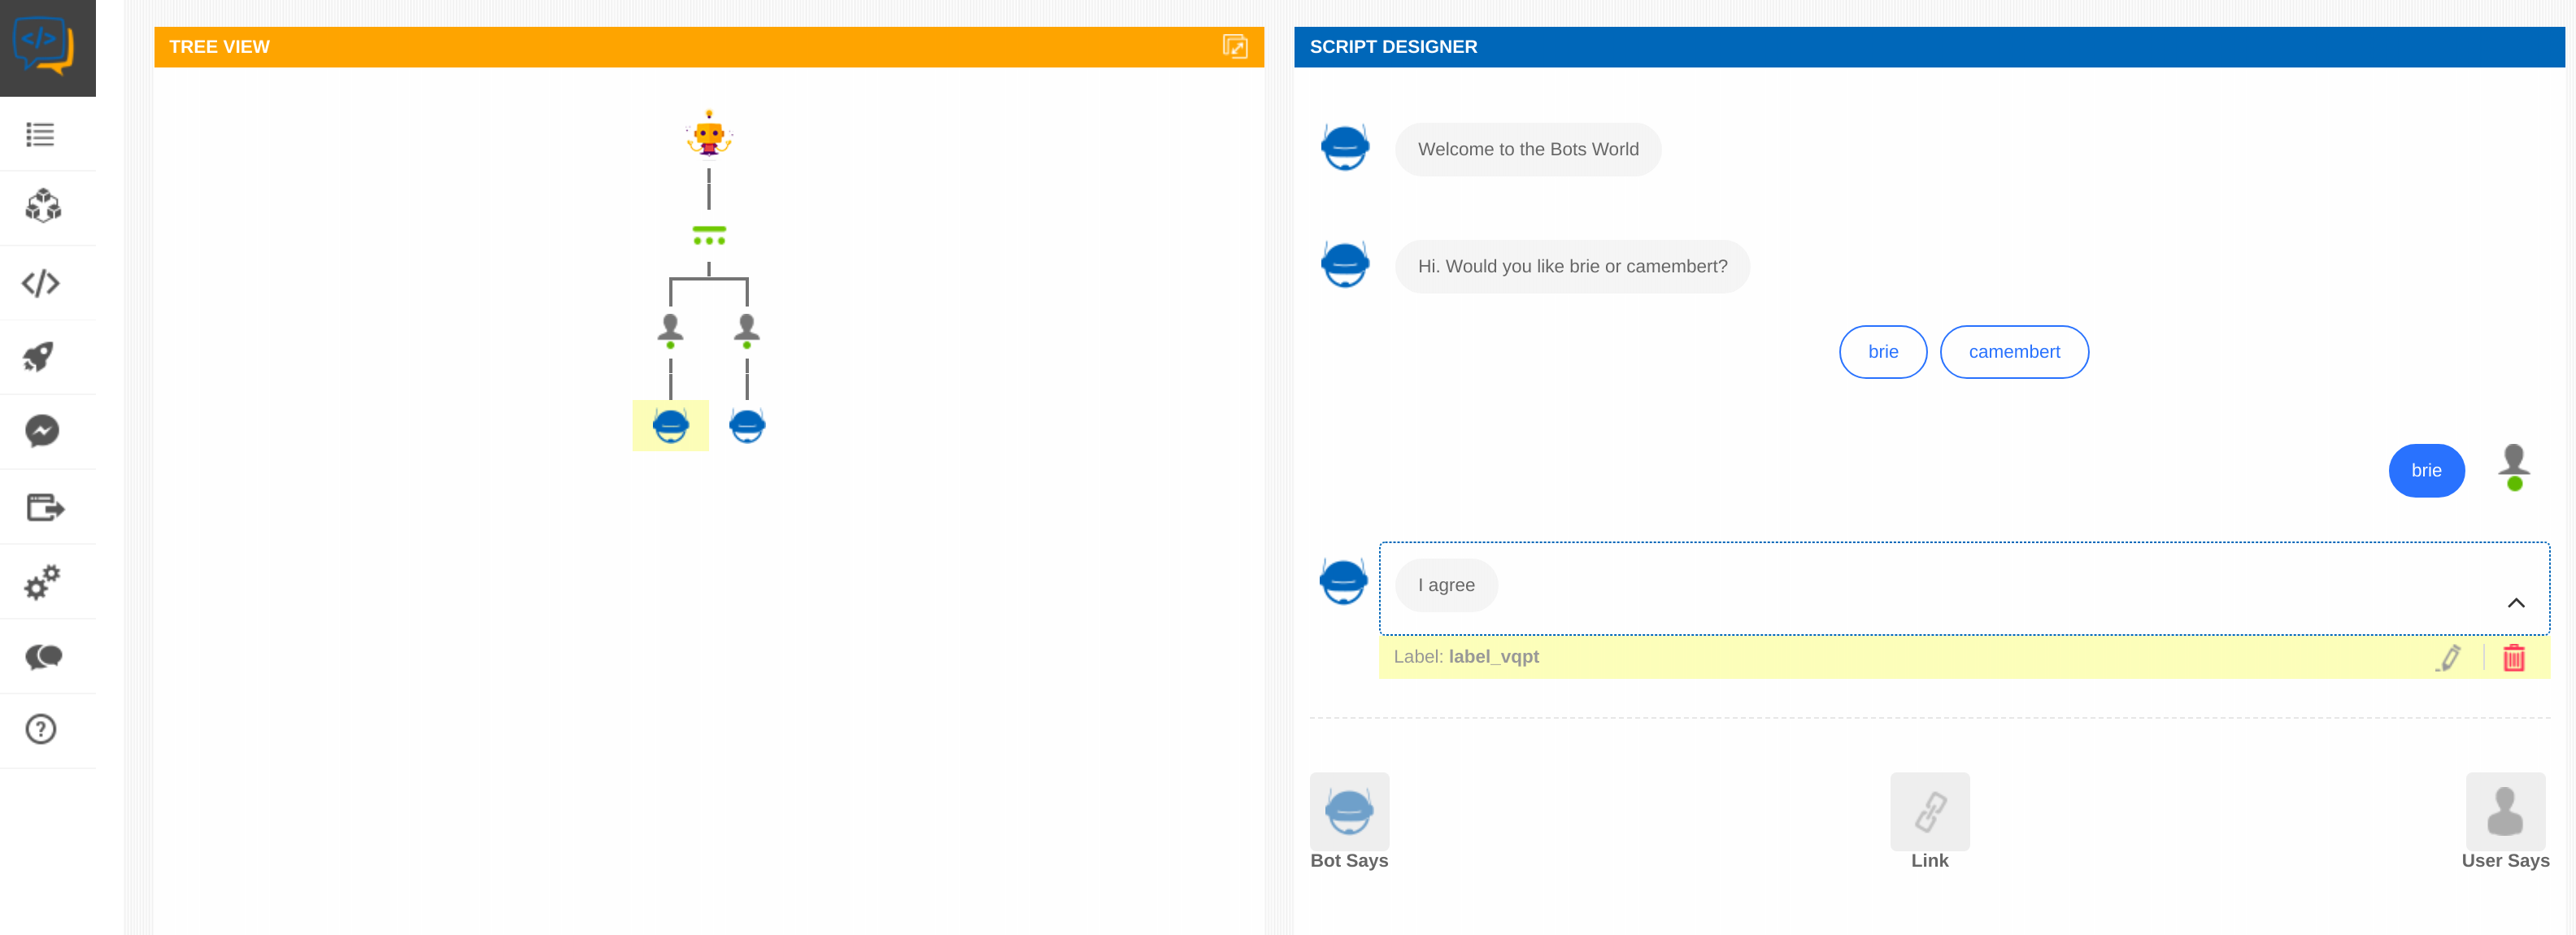 TREE VIEW
SCRIPT DESIGNER
Welcome to the Bots World
Hi. Would you like brie or camembert?
brie
camembert
brie
I agree
Label: label_vqpt
Bot Says
Link
User Says